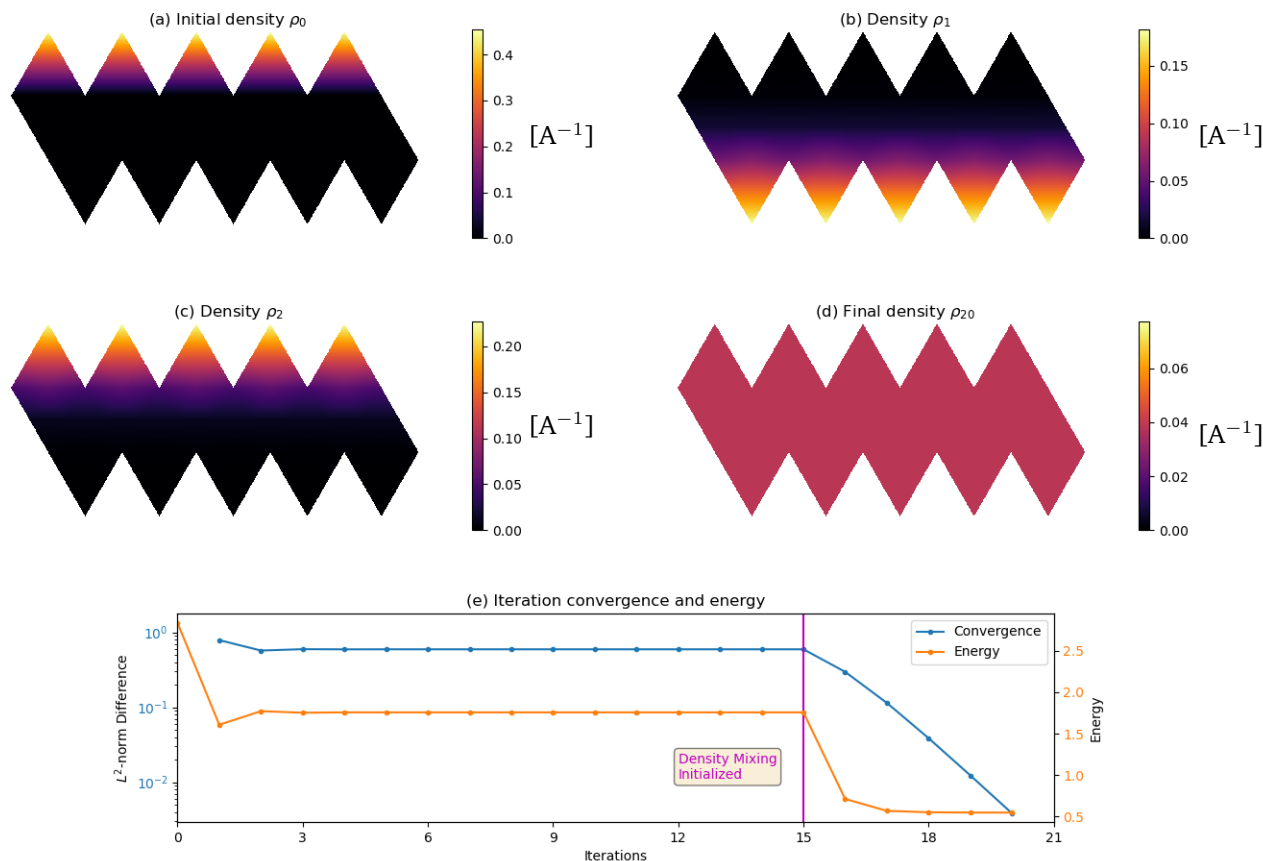 (a) Initial density ρ₀
0.4
0.3
0.2
0.1
0.0
[A⁻¹]
(b) Density ρ₁
0.15
0.10
0.05
0.00
[A⁻¹]
(c) Density ρ₂
0.20
0.15
0.10
0.05
0.00
[A⁻¹]
(d) Final density ρ₂₀
0.06
0.04
0.02
0.00
[A⁻¹]
(e) Iteration convergence and energy
L²-norm Difference
10⁰
10⁻¹
10⁻²
Convergence
Energy
Density Mixing
Initialized
2.5
2.0
1.5
1.0
0.5
Energy
0 3 6 9 12 15 18 21
Iterations